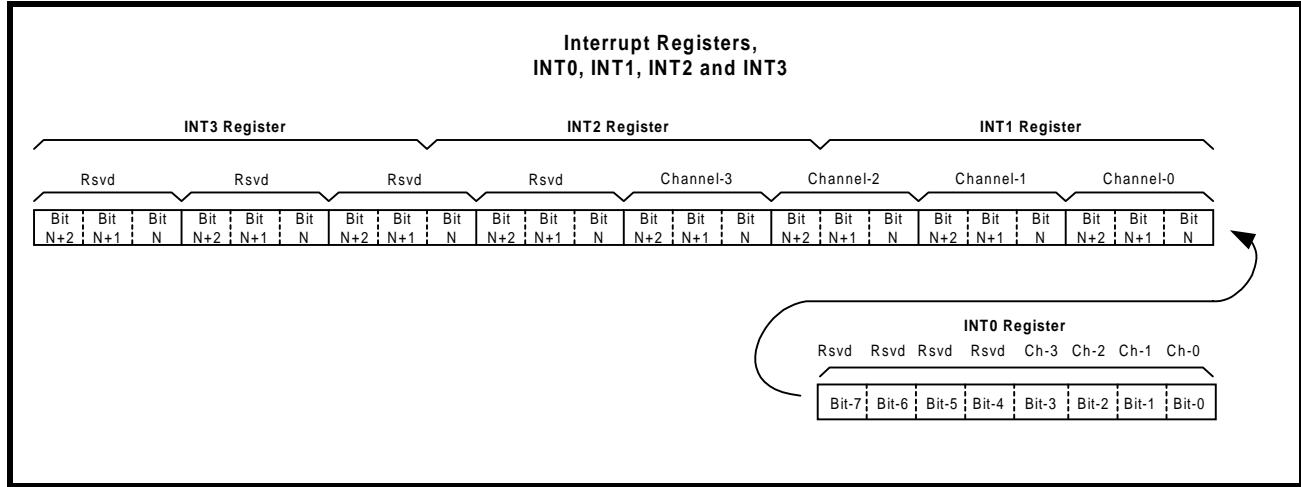 Interrupt Registers,
INT0, INT1, INT2 and INT3
INT3 Register INT2 Register INT1 Register
Rsvd Rsvd Rsvd Rsvd Channel-3 Channel-2 Channel-1 Channel-0
Bit Bit Bit Bit Bit Bit Bit Bit Bit Bit Bit Bit Bit Bit Bit Bit Bit Bit Bit Bit Bit Bit Bit Bit
N+2 N+1 N N+2 N+1 N N+2 N+1 N N+2 N+1 N N+2 N+1 N N+2 N+1 N N+2 N+1 N N+2 N+1 N
INT0 Register
Rsvd Rsvd Rsvd Rsvd Ch-3 Ch-2 Ch-1 Ch-0
Bit-7 Bit-6 Bit-5 Bit-4 Bit-3 Bit-2 Bit-1 Bit-0